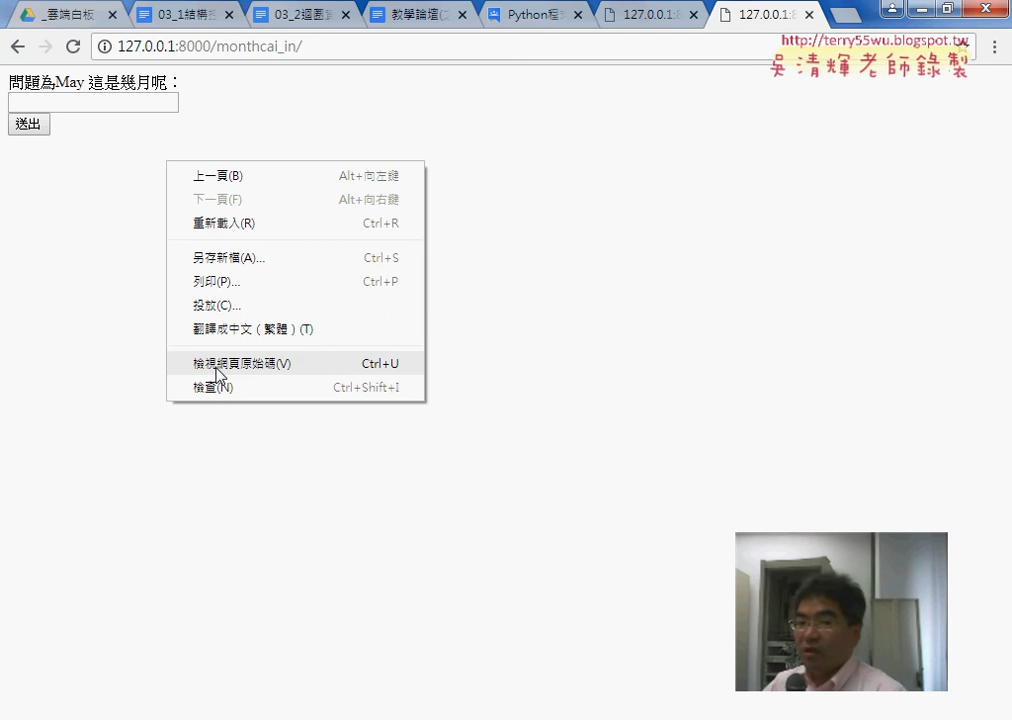 _雲端白板
03_1結構控
03_2迴圈資
教學論壇(之
Python程式
127.0.0.1:8
127.0.0.1:8
127.0.0.1:8000/monthcai_in/
http://terry55wu.blogspot.tw
吳清輝老師錄製
問題為May 這是幾月呢：
送出
上一頁(B) Alt+向左鍵
下一頁(F) Alt+向右鍵
重新載入(R) Ctrl+R
另存新檔(A)... Ctrl+S
列印(P)... Ctrl+P
投放(C)...
翻譯成中文（繁體）(T)
檢視網頁原始碼(V) Ctrl+U
檢查(N) Ctrl+Shift+I